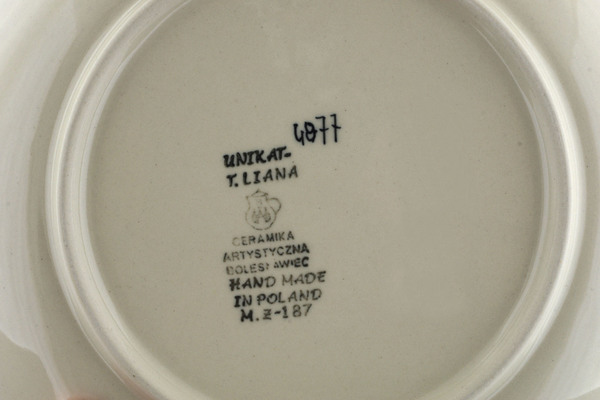 4077
UNIKAT-
T. LIANA
CERAMIKA
ARTYSTYCZNA
BOLESŁAWIEC
HAND MADE
IN POLAND
M.Z-187